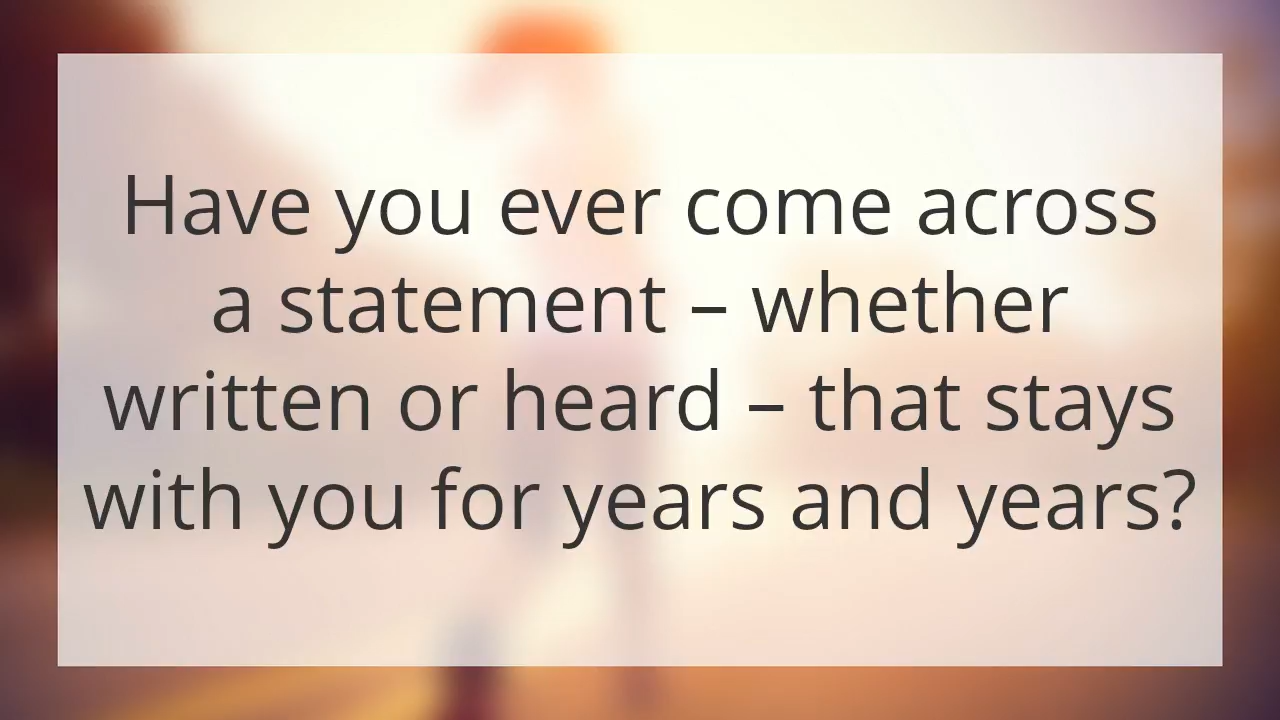 Have you ever come across
a statement – whether
written or heard – that stays
with you for years and years?